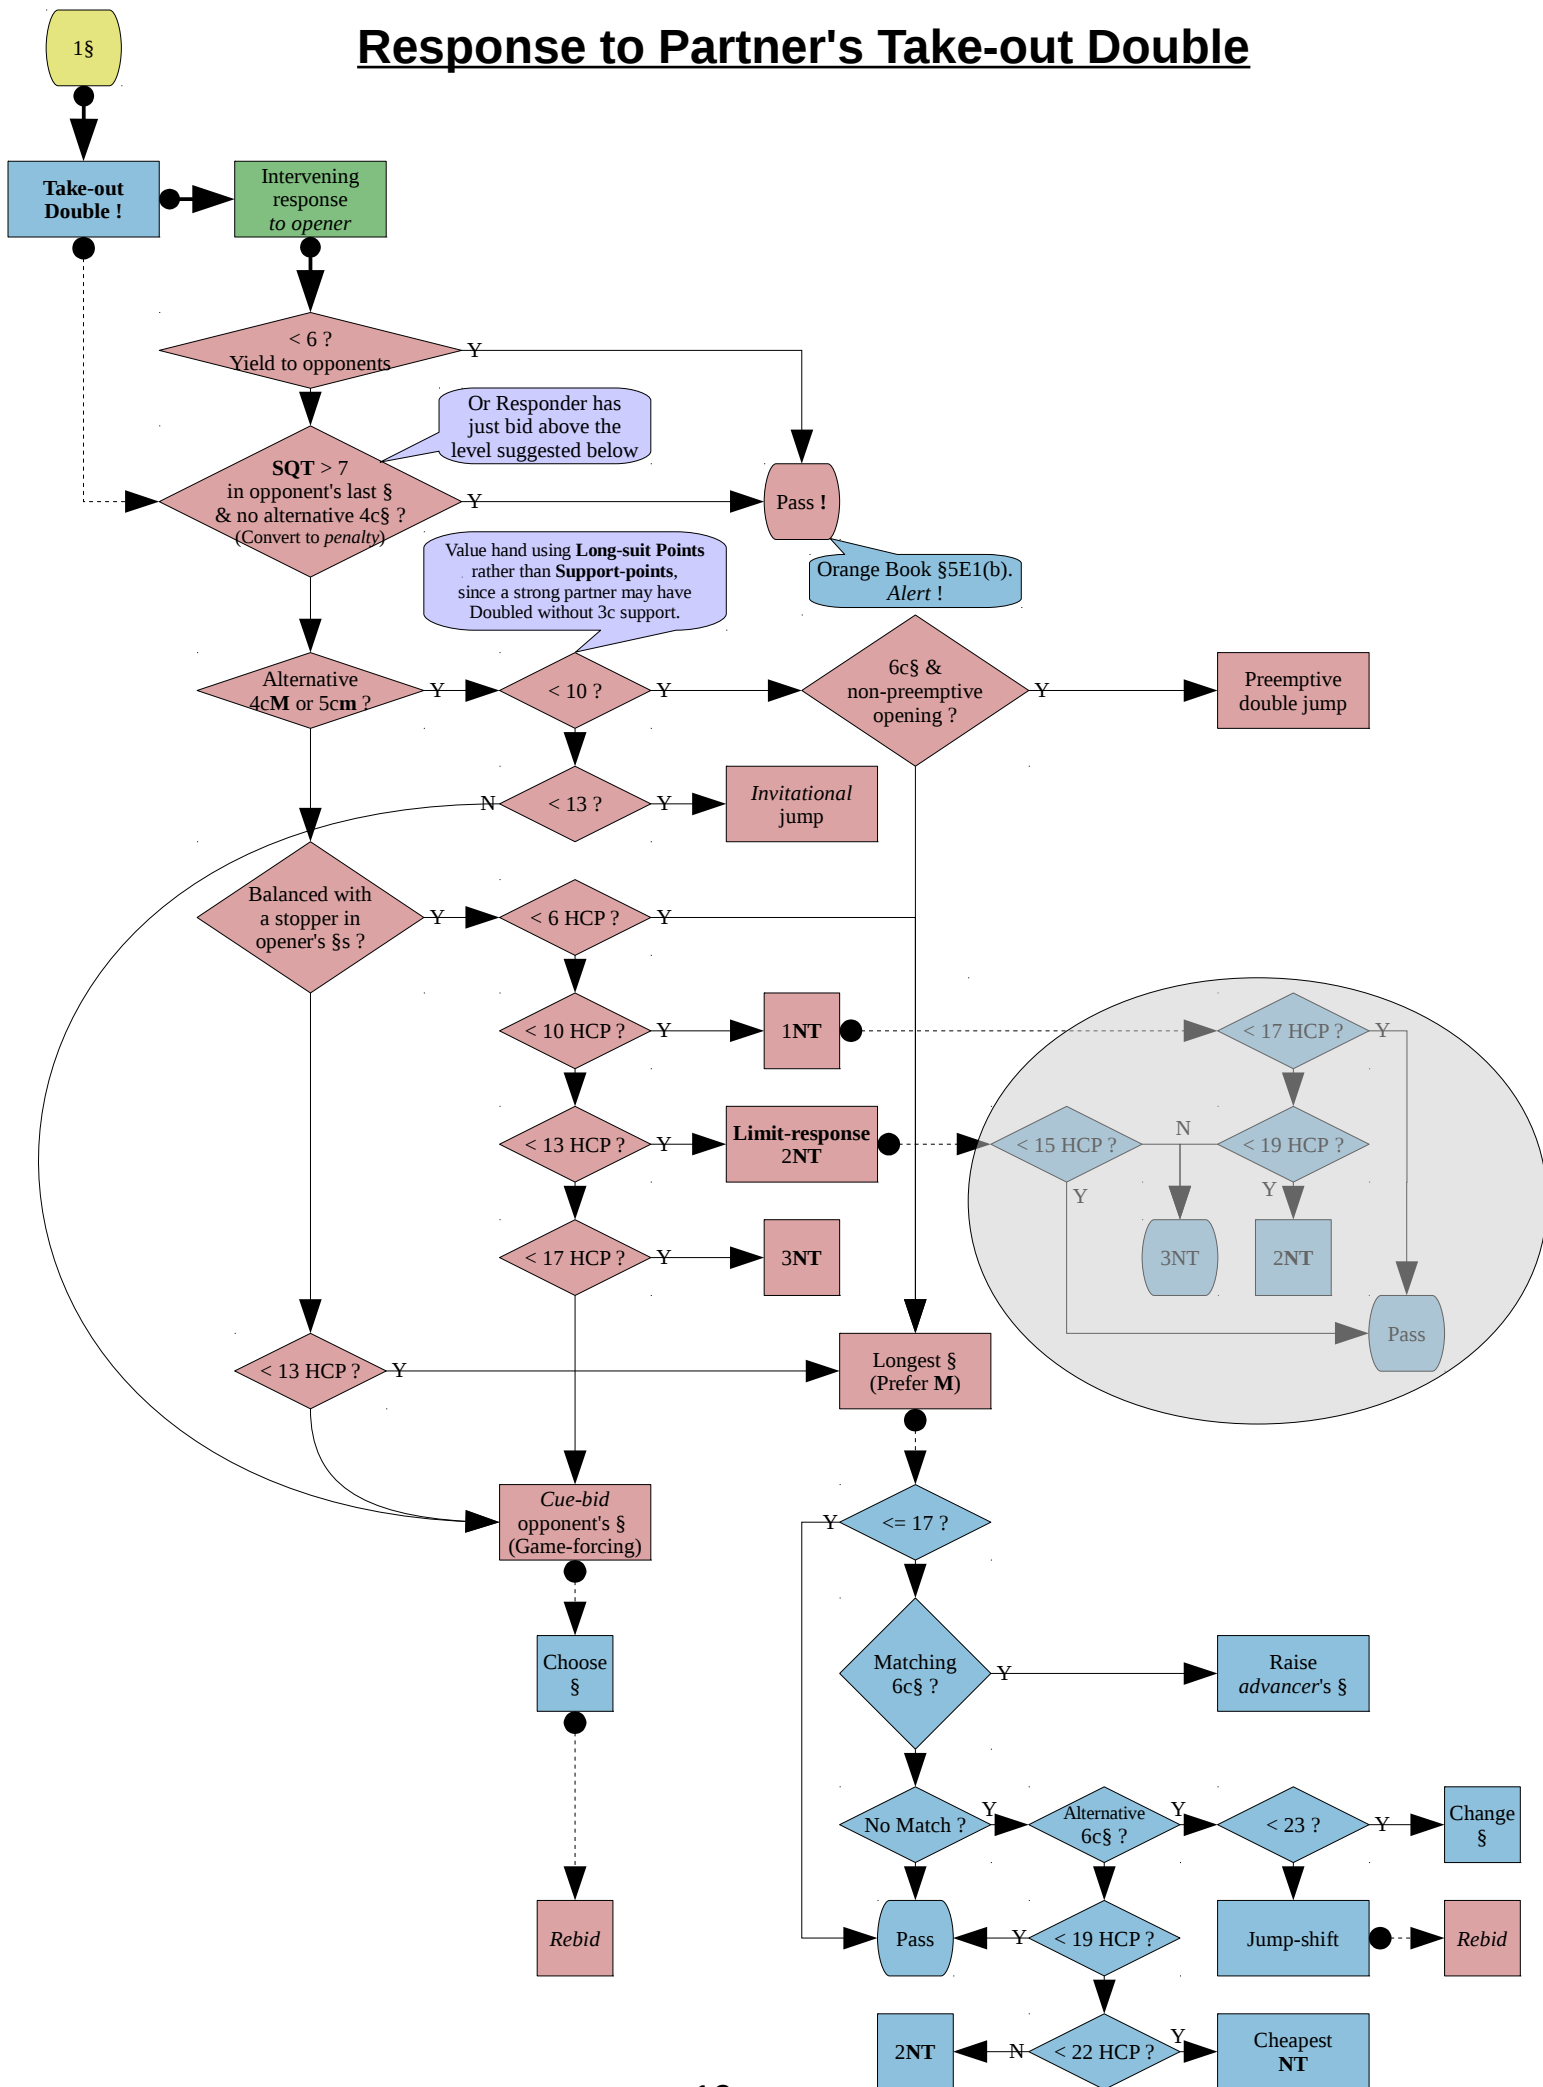 Response to Partner's Take-out Double
1§
Take-out
Double !
Intervening
response
to opener
< 6 ?
Yield to opponents
Y
Or Responder has
just bid above the
level suggested below
SQT > 7
in opponent's last §
& no alternative 4c§ ?
(Convert to penalty)
Y
Pass !
Value hand using Long-suit Points
rather than Support-points,
since a strong partner may have
Doubled without 3c support.
Orange Book §5E1(b).
Alert !
Alternative
4cM or 5cm ?
Y
< 10 ?
Y
6c§ &
non-preemptive
opening ?
Y
Preemptive
double jump
N
< 13 ?
Y
Invitational
jump
Balanced with
a stopper in
opener's §s ?
Y
< 6 HCP ?
Y
< 10 HCP ?
Y
1NT
< 17 HCP ?
Y
< 13 HCP ?
Y
Limit-response
2NT
< 15 HCP ?
N
< 19 HCP ?
Y
Y
< 17 HCP ?
Y
3NT
3NT
2NT
Pass
< 13 HCP ?
Y
Longest §
(Prefer M)
Cue-bid
opponent's §
(Game-forcing)
Y
<= 17 ?
Choose
§
Matching
6c§ ?
Y
Raise
advancer's §
No Match ?
Y
Alternative
6c§ ?
Y
< 23 ?
Y
Change
§
Rebid
Pass
Y
< 19 HCP ?
Jump-shift
Rebid
2NT
N
< 22 HCP ?
Y
Cheapest
NT